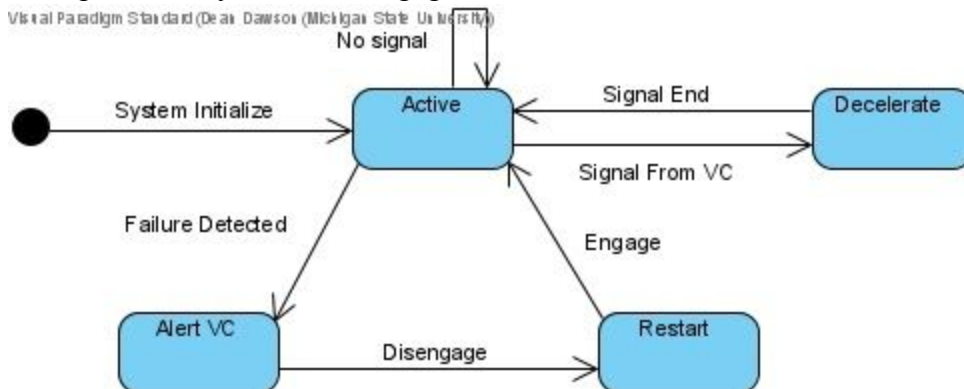 Visual Paradigm Standard (Dean Dawson (Michigan State University))
No signal
Active
Signal End
Decelerate
System Initialize
Signal From VC
Failure Detected
Engage
Alert VC
Restart
Disengage